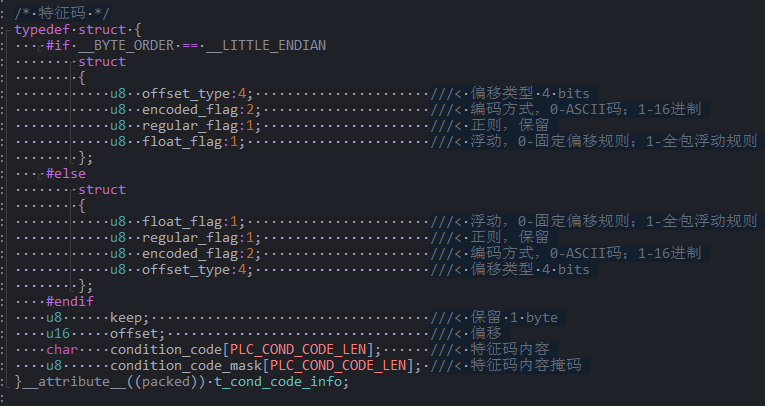 /* 特征码 */
typedef struct {
    #if __BYTE_ORDER == __LITTLE_ENDIAN
        struct
        {
            u8  offset_type:4;                      ///< 偏移类型 4 bits
            u8  encoded_flag:2;                     ///< 编码方式，0-ASCII码；1-16进制
            u8  regular_flag:1;                     ///< 正则，保留
            u8  float_flag:1;                       ///< 浮动，0-固定偏移规则；1-全包浮动规则
        };
    #else
        struct
        {
            u8  float_flag:1;                       ///< 浮动，0-固定偏移规则；1-全包浮动规则
            u8  regular_flag:1;                     ///< 正则，保留
            u8  encoded_flag:2;                     ///< 编码方式，0-ASCII码；1-16进制
            u8  offset_type:4;                      ///< 偏移类型 4 bits
        };
    #endif
    u8      keep;                                   ///< 保留 1 byte
    u16     offset;                                 ///< 偏移
    char    condition_code[PLC_COND_CODE_LEN];      ///< 特征码内容
    u8      condition_code_mask[PLC_COND_CODE_LEN]; ///< 特征码内容掩码
}__attribute__((packed)) t_cond_code_info;